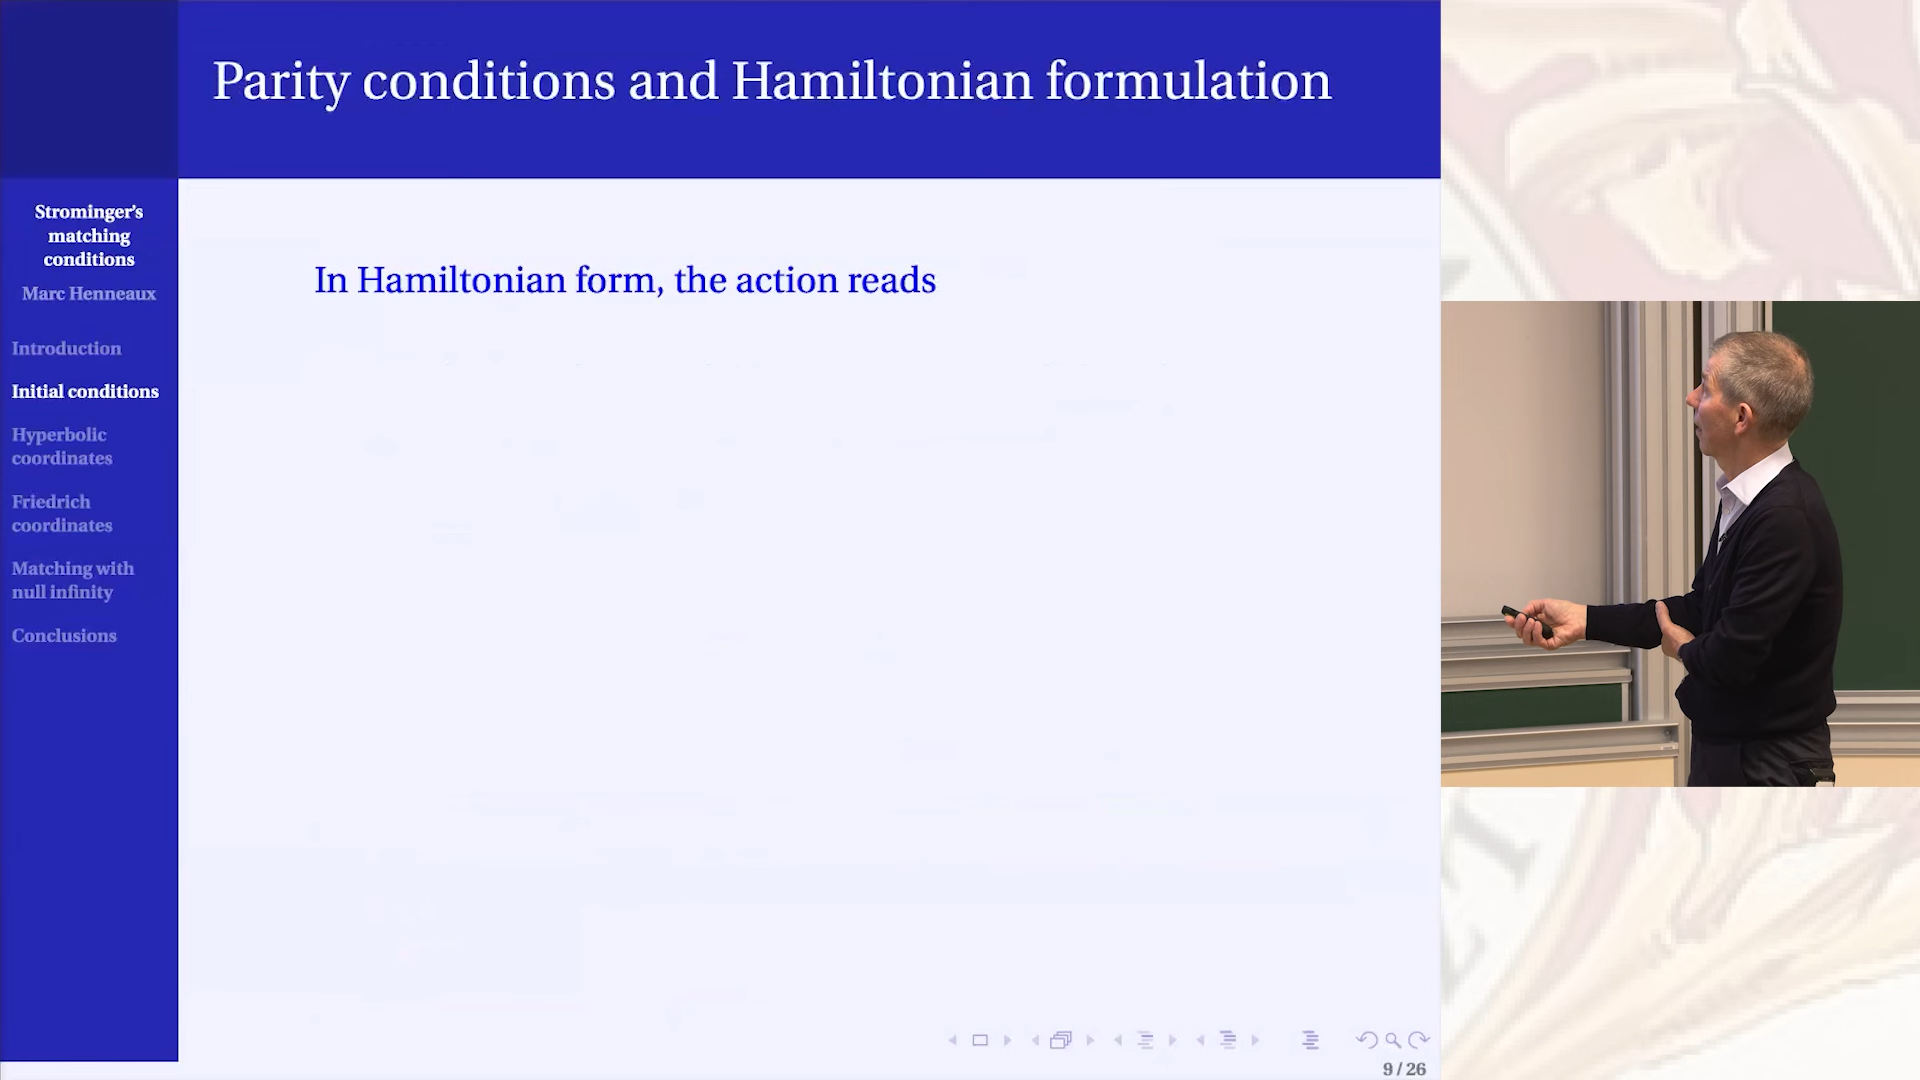 Parity conditions and Hamiltonian formulation
Strominger's
matching
conditions
Marc Henneaux
Introduction
Initial conditions
Hyperbolic
coordinates
Friedrich
coordinates
Matching with
null infinity
Conclusions
In Hamiltonian form, the action reads
9 / 26